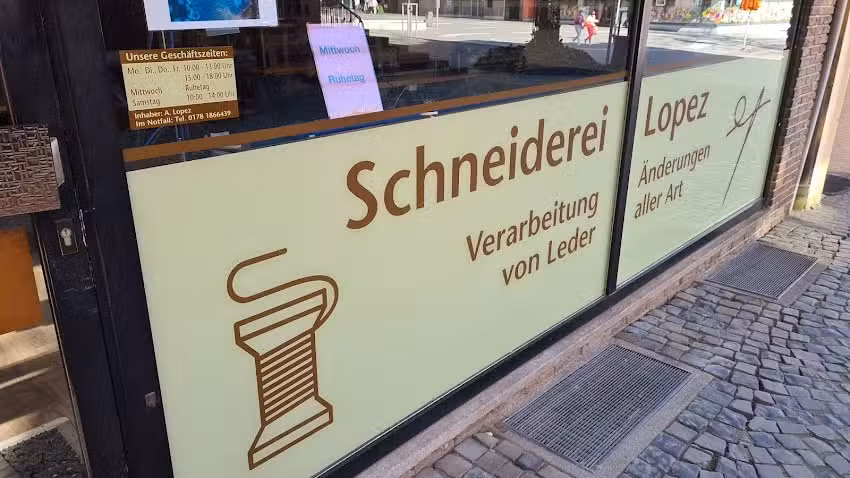 Unsere Geschäftszeiten:
Mo, Di, Do, Fr. 10:00 - 13:00 Uhr
15:00 - 18:00 Uhr
Mittwoch Ruhetag
Samstag 10:00 - 14:00 Uhr
Inhaber: A. Lopez
Im Notfall: Tel. 0178 1866439
Mittwoch
Ruhetag
Schneiderei Lopez
Verarbeitung
von Leder
Änderungen
aller Art